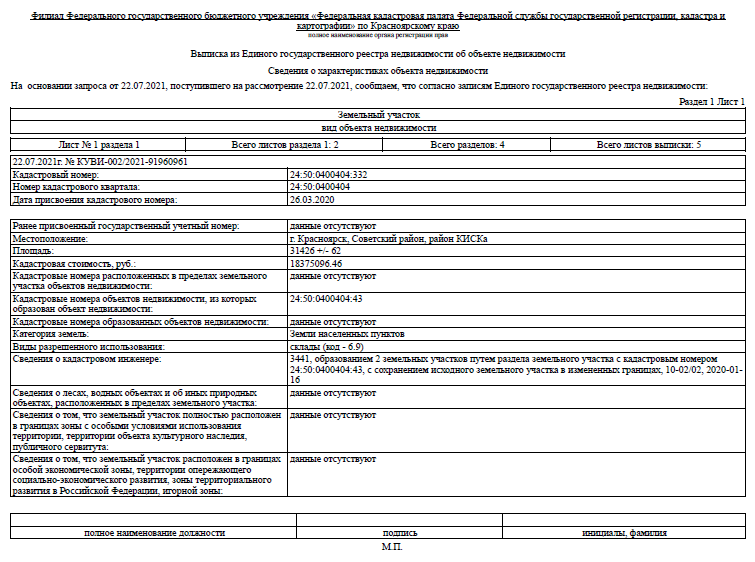 Филиал Федерального государственного бюджетного учреждения «Федеральная кадастровая палата Федеральной службы государственной регистрации, кадастра и
картографии» по Красноярскому краю
полное наименование органа регистрации прав
Выписка из Единого государственного реестра недвижимости об объекте недвижимости
Сведения о характеристиках объекта недвижимости
На основании запроса от 22.07.2021, поступившего на рассмотрение 22.07.2021, сообщаем, что согласно записям Единого государственного реестра недвижимости:
Раздел 1 Лист 1
Земельный участок
вид объекта недвижимости
Лист № 1 раздела 1 Всего листов раздела 1: 2 Всего разделов: 4 Всего листов выписки: 5
22.07.2021г. № КУВИ-002/2021-91960961
Кадастровый номер: 24:50:0400404:332
Номер кадастрового квартала: 24:50:0400404
Дата присвоения кадастрового номера: 26.03.2020
Ранее присвоенный государственный учетный номер: данные отсутствуют
Местоположение: г. Красноярск, Советский район, район КИСКа
Площадь: 31426 +/- 62
Кадастровая стоимость, руб.: 18375096.46
Кадастровые номера расположенных в пределах земельного данные отсутствуют
участка объектов недвижимости:
Кадастровые номера объектов недвижимости, из которых 24:50:0400404:43
образован объект недвижимости:
Кадастровые номера образованных объектов недвижимости: данные отсутствуют
Категория земель: Земли населенных пунктов
Виды разрешенного использования: склады (код - 6.9)
Сведения о кадастровом инженере: 3441, образованием 2 земельных участков путем раздела земельного участка с кадастровым номером
24:50:0400404:43, с сохранением исходного земельного участка в измененных границах, 10-02/02, 2020-01-
16
Сведения о лесах, водных объектах и об иных природных данные отсутствуют
объектах, расположенных в пределах земельного участка:
Сведения о том, что земельный участок полностью расположен данные отсутствуют
в границах зоны с особыми условиями использования
территории, территории объекта культурного наследия,
публичного сервитута:
Сведения о том, что земельный участок расположен в границах данные отсутствуют
особой экономической зоны, территории опережающего
социально-экономического развития, зоны территориального
развития в Российской Федерации, игорной зоны:
полное наименование должности подпись инициалы, фамилия
М.П.